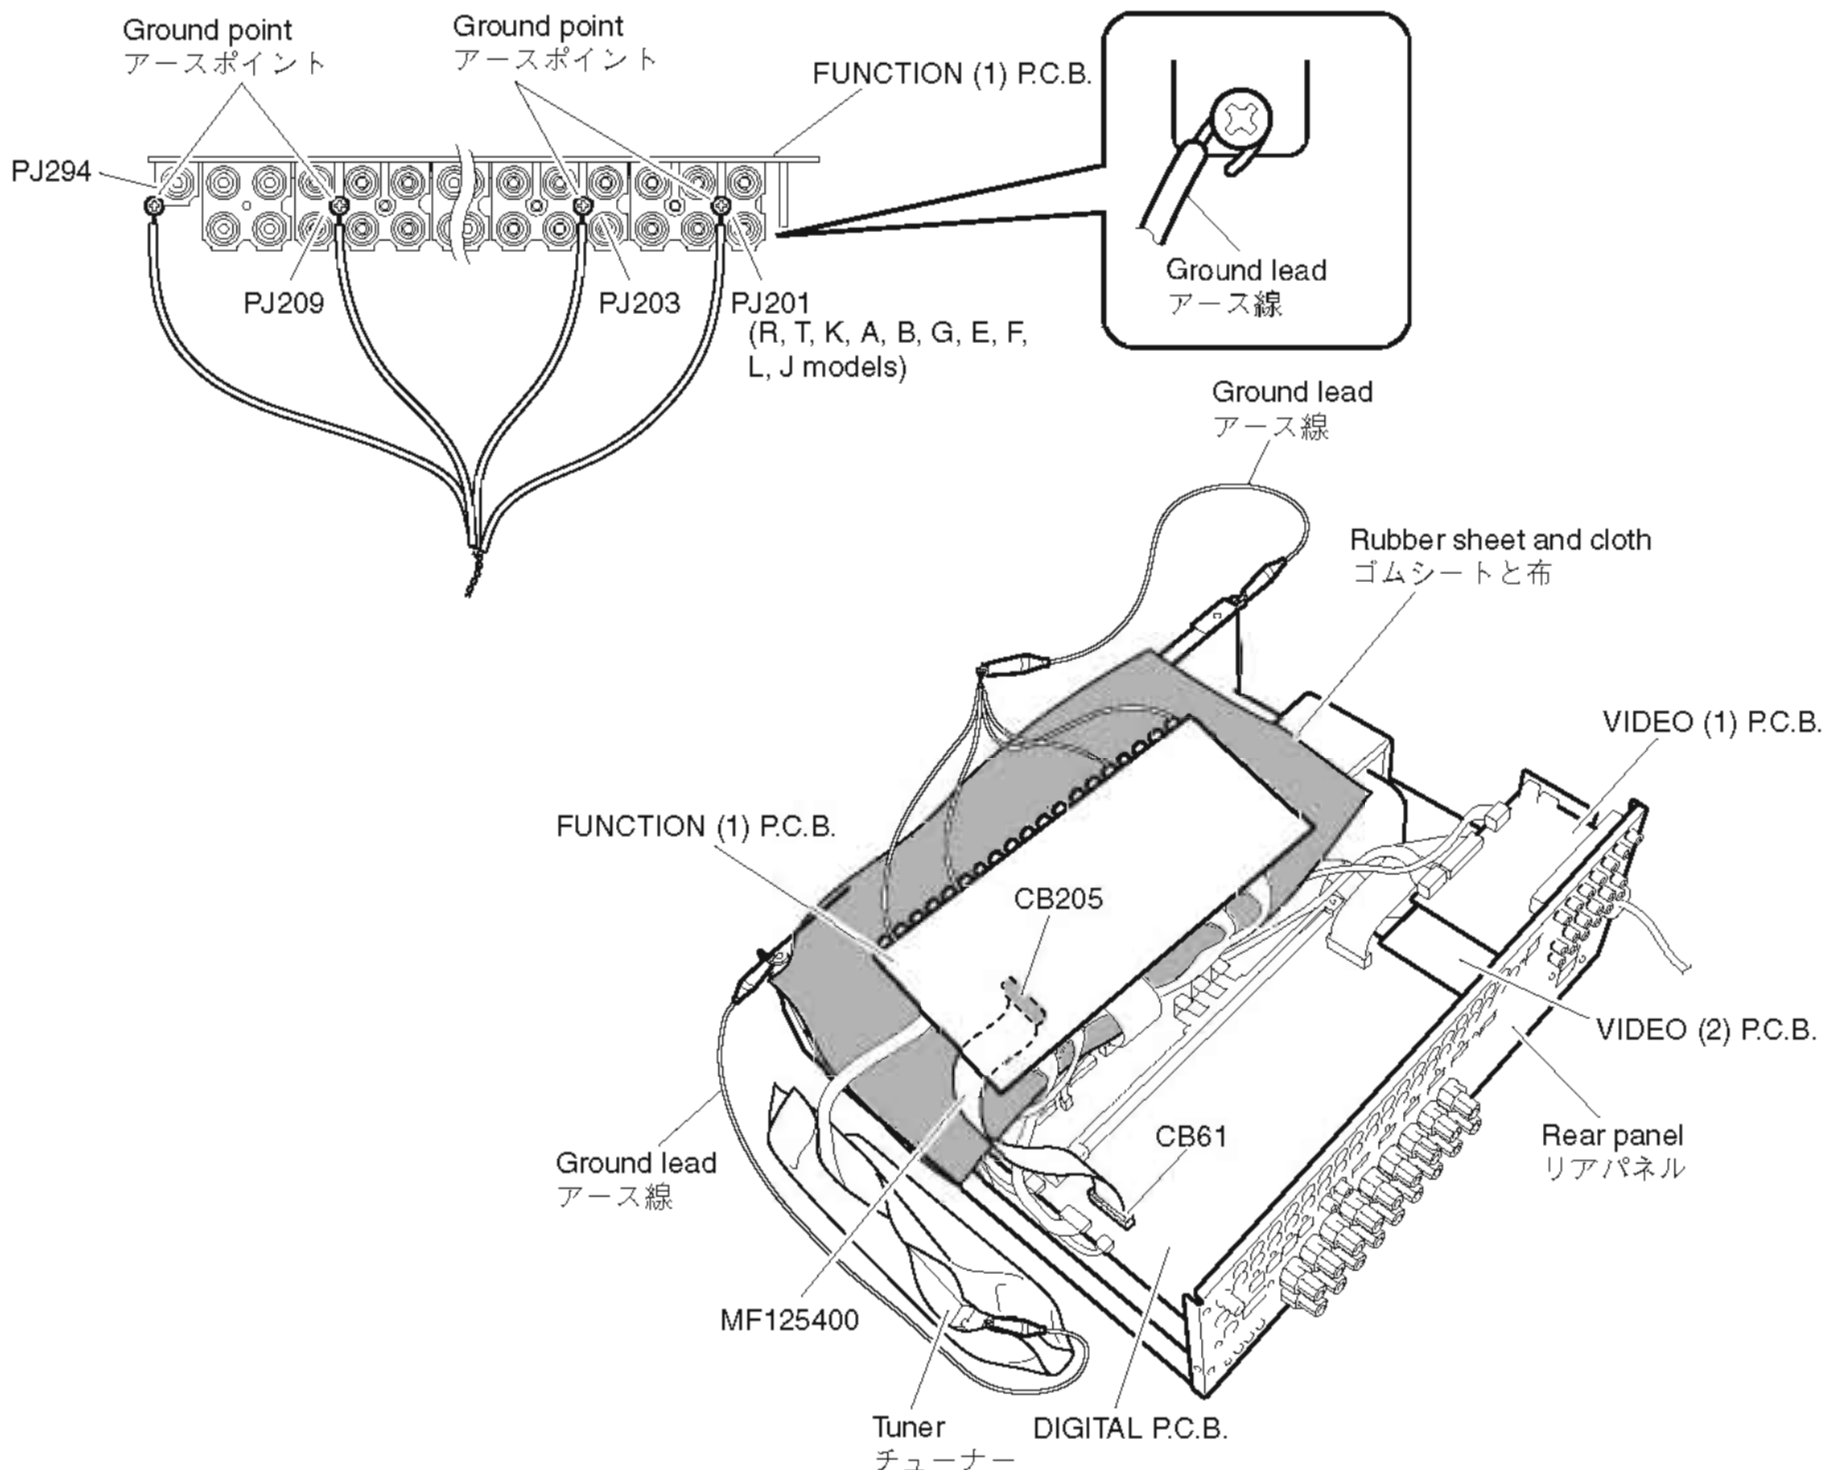 Ground point
アースポイント
Ground point
アースポイント
FUNCTION (1) P.C.B.
PJ294
PJ209
PJ203
PJ201
(R, T, K, A, B, G, E, F,
L, J models)
Ground lead
アース線
Ground lead
アース線
Rubber sheet and cloth
ゴムシートと布
VIDEO (1) P.C.B.
FUNCTION (1) P.C.B.
CB205
VIDEO (2) P.C.B.
CB61
Rear panel
リアパネル
Ground lead
アース線
MF125400
Tuner
チューナー
DIGITAL P.C.B.